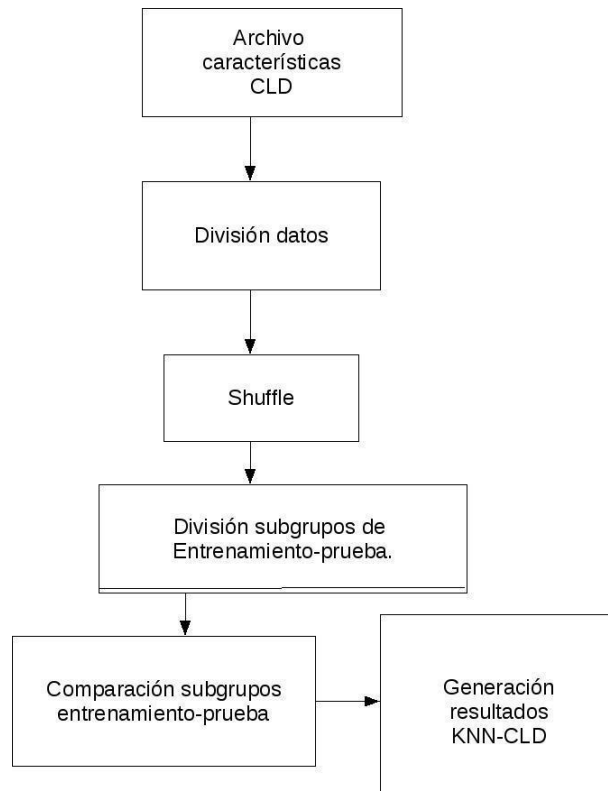 Archivo
características
CLD
División datos
Shuffle
División subgrupos de
Entrenamiento-prueba.
Comparación subgrupos
entrenamiento-prueba
Generación
resultados
KNN-CLD